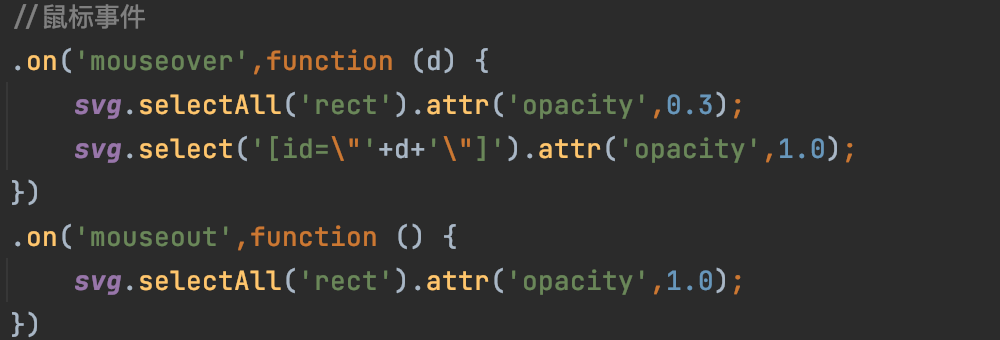 //鼠标事件
.on('mouseover',function (d) {
    svg.selectAll('rect').attr('opacity',0.3);
    svg.select('[id=\"'+d+'\"]').attr('opacity',1.0);
})
.on('mouseout',function () {
    svg.selectAll('rect').attr('opacity',1.0);
})